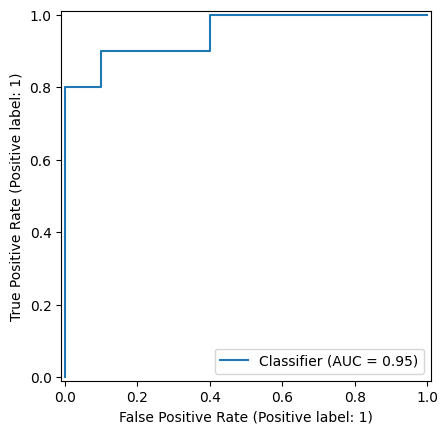 1.0
0.8
0.6
0.4
0.2
0.0
True Positive Rate (Positive label: 1)
Classifier (AUC = 0.95)
0.0 0.2 0.4 0.6 0.8 1.0
False Positive Rate (Positive label: 1)